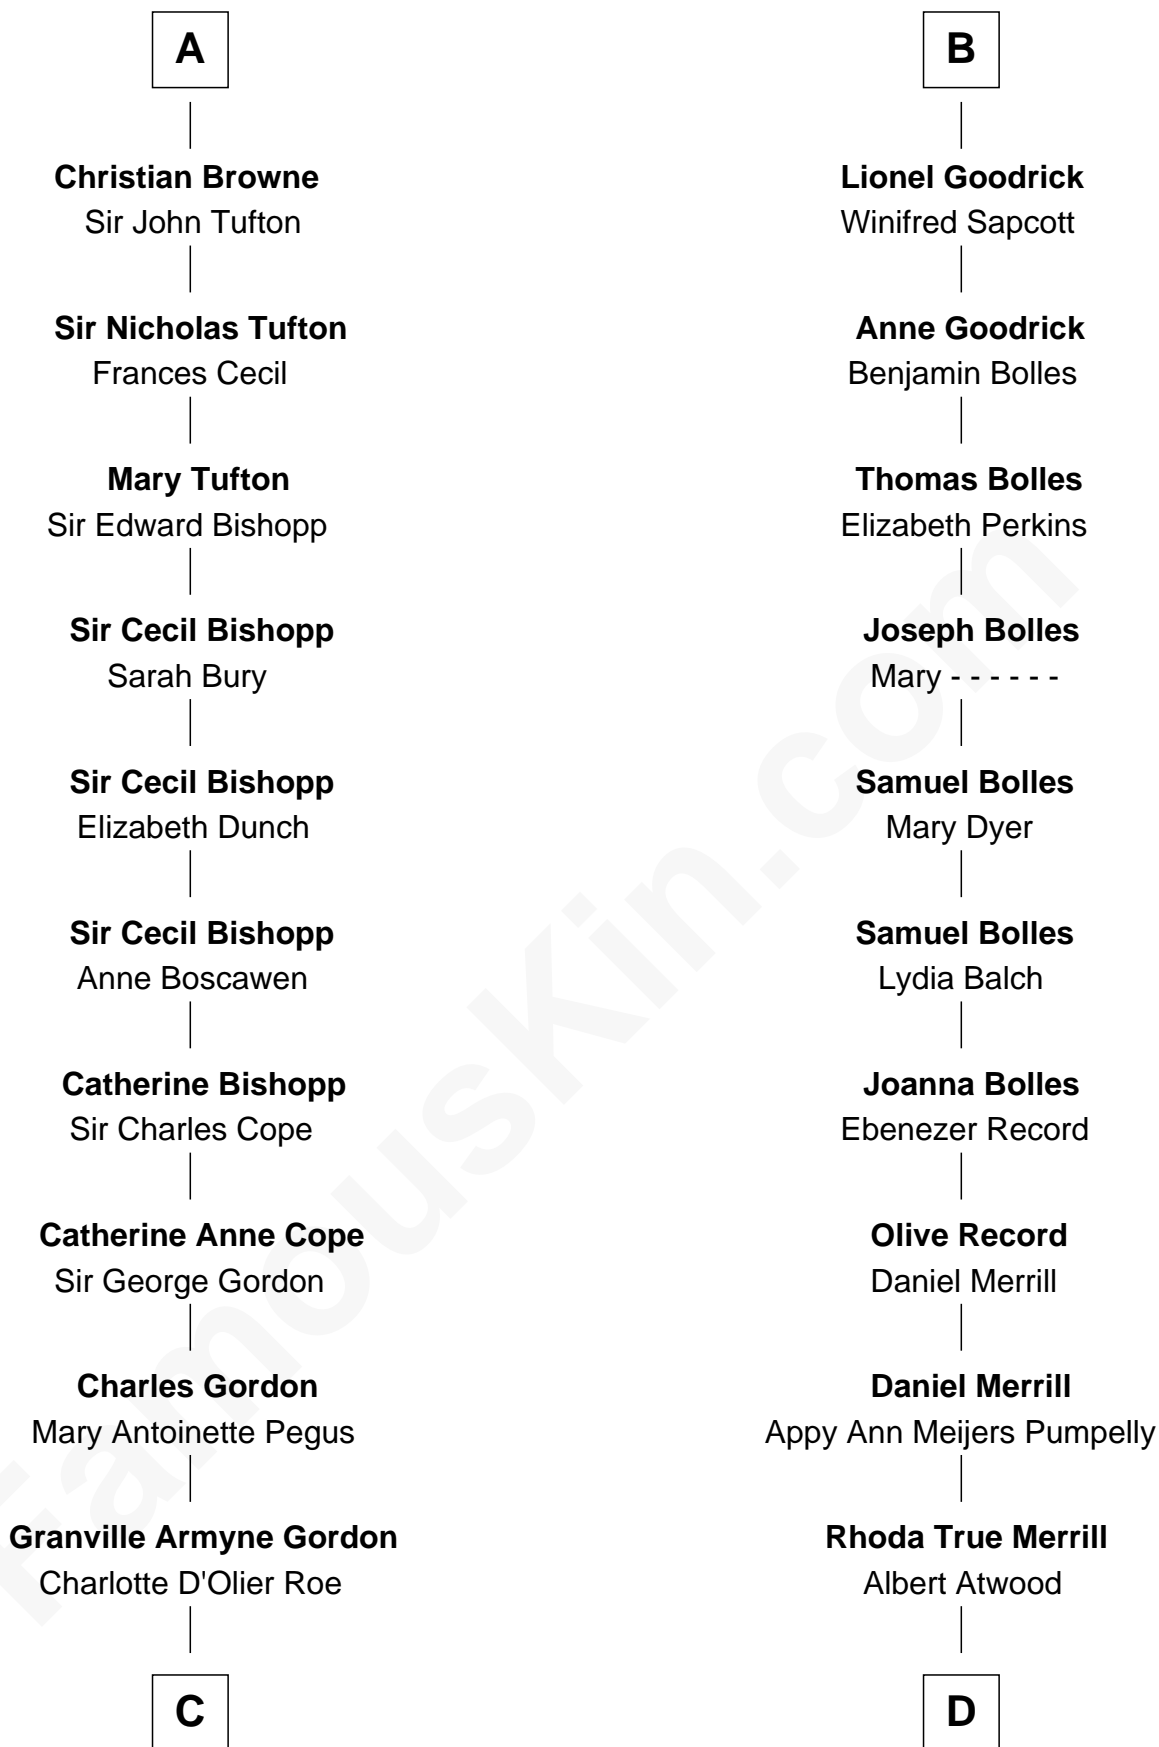 A
Christian Browne
Sir John Tufton
Sir Nicholas Tufton
Frances Cecil
Mary Tufton
Sir Edward Bishopp
Sir Cecil Bishopp
Sarah Bury
Sir Cecil Bishopp
Elizabeth Dunch
Sir Cecil Bishopp
Anne Boscawen
Catherine Bishopp
Sir Charles Cope
Catherine Anne Cope
Sir George Gordon
Charles Gordon
Mary Antoinette Pegus
Granville Armyne Gordon
Charlotte D'Olier Roe
C
B
Lionel Goodrick
Winifred Sapcott
Anne Goodrick
Benjamin Bolles
Thomas Bolles
Elizabeth Perkins
Joseph Bolles
Mary - - - - - -
Samuel Bolles
Mary Dyer
Samuel Bolles
Lydia Balch
Joanna Bolles
Ebenezer Record
Olive Record
Daniel Merrill
Daniel Merrill
Appy Ann Meijers Pumpelly
Rhoda True Merrill
Albert Atwood
D
FamousKin.com